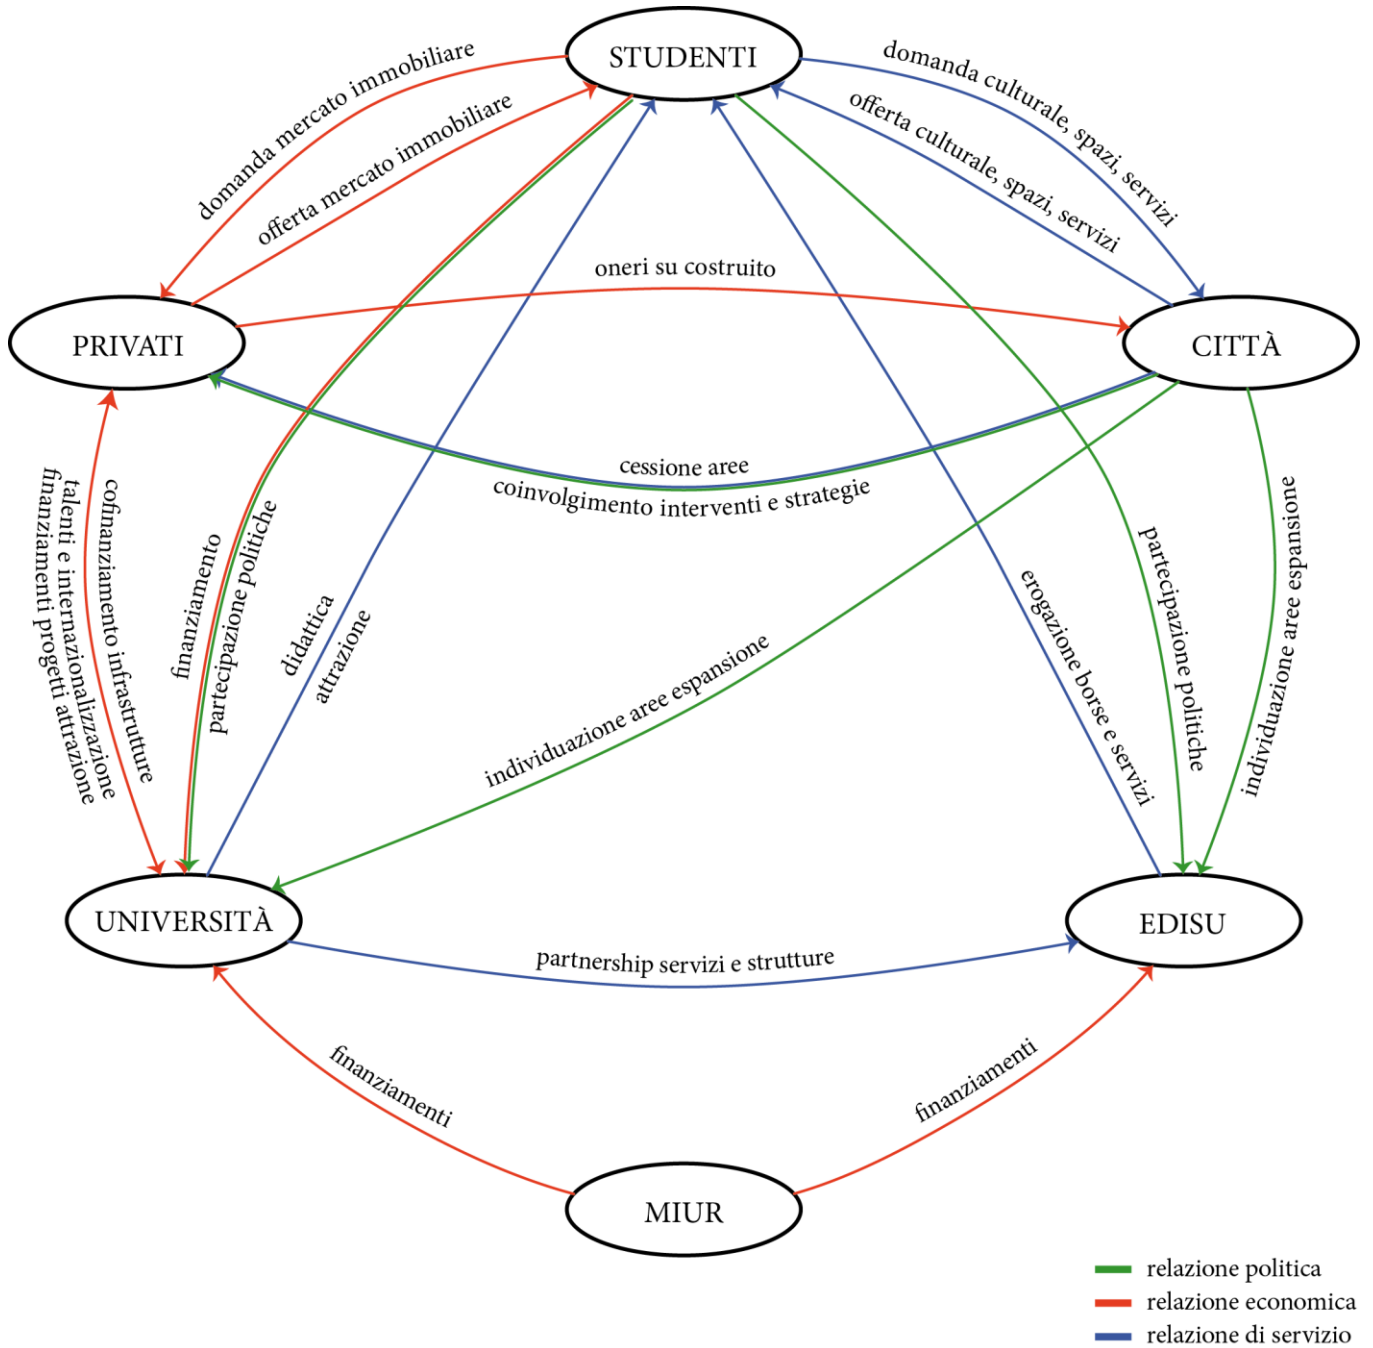 STUDENTI
domanda mercato immobiliare
offerta mercato immobiliare
domanda culturale, spazi, servizi
offerta culturale, spazi, servizi
oneri su costruito
PRIVATI
CITTÀ
cessione aree
coinvolgimento interventi e strategie
finanziamenti progetti attrazione
talenti e internazionalizzazione
cofinanziamento infrastrutture
finanziamento
partecipazione politiche
didattica
attrazione
individuazione aree espansione
erogazione borse e servizi
partecipazione politiche
individuazione aree espansione
UNIVERSITÀ
EDISU
partnership servizi e strutture
finanziamenti
finanziamenti
MIUR
relazione politica
relazione economica
relazione di servizio